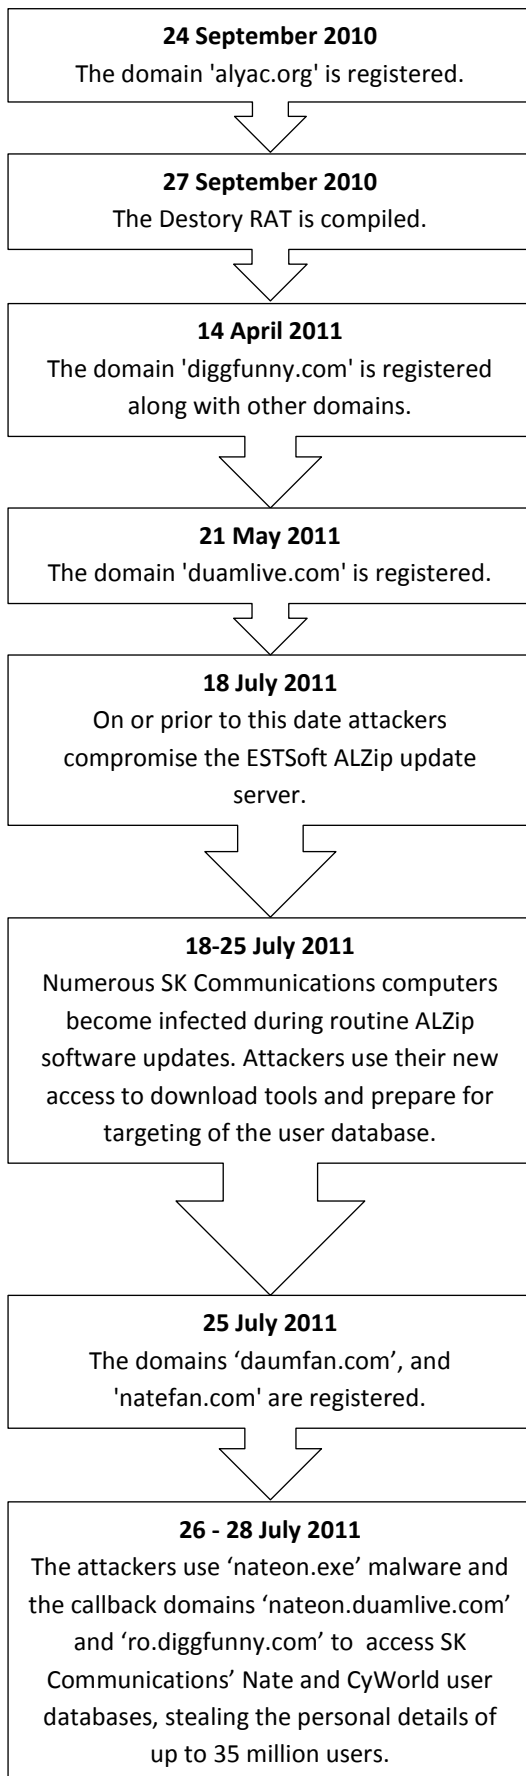 24 September 2010
The domain 'alyac.org' is registered.
27 September 2010
The Destory RAT is compiled.
14 April 2011
The domain 'diggfunny.com' is registered
along with other domains.
21 May 2011
The domain 'duamlive.com' is registered.
18 July 2011
On or prior to this date attackers
compromise the ESTSoft ALZip update
server.
18-25 July 2011
Numerous SK Communications computers
become infected during routine ALZip
software updates. Attackers use their new
access to download tools and prepare for
targeting of the user database.
25 July 2011
The domains ‘daumfan.com’, and
'natefan.com' are registered.
26 - 28 July 2011
The attackers use ‘nateon.exe’ malware and
the callback domains ‘nateon.duamlive.com’
and ‘ro.diggfunny.com’ to  access SK
Communications’ Nate and CyWorld user
databases, stealing the personal details of
up to 35 million users.